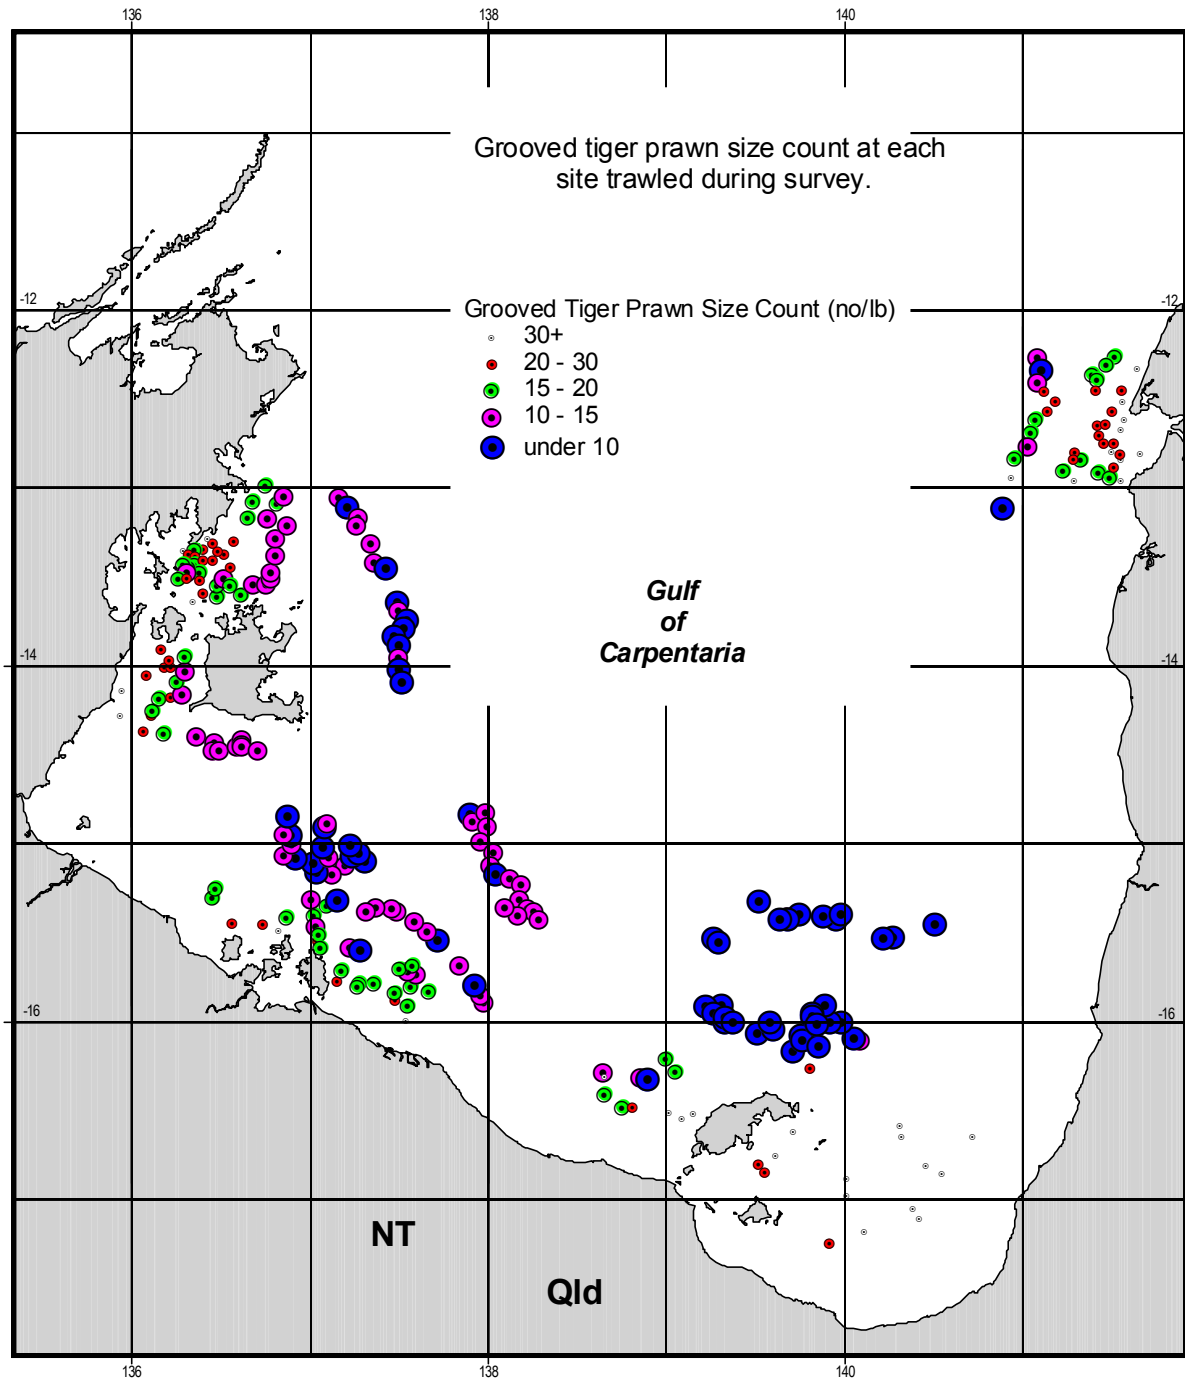 136
138
140
Grooved tiger prawn size count at each
site trawled during survey.
-12
-12
Grooved Tiger Prawn Size Count (no/lb)
30+
20 - 30
15 - 20
10 - 15
under 10
Gulf
of
Carpentaria
-14
-14
-16
-16
NT
Qld
136
138
140